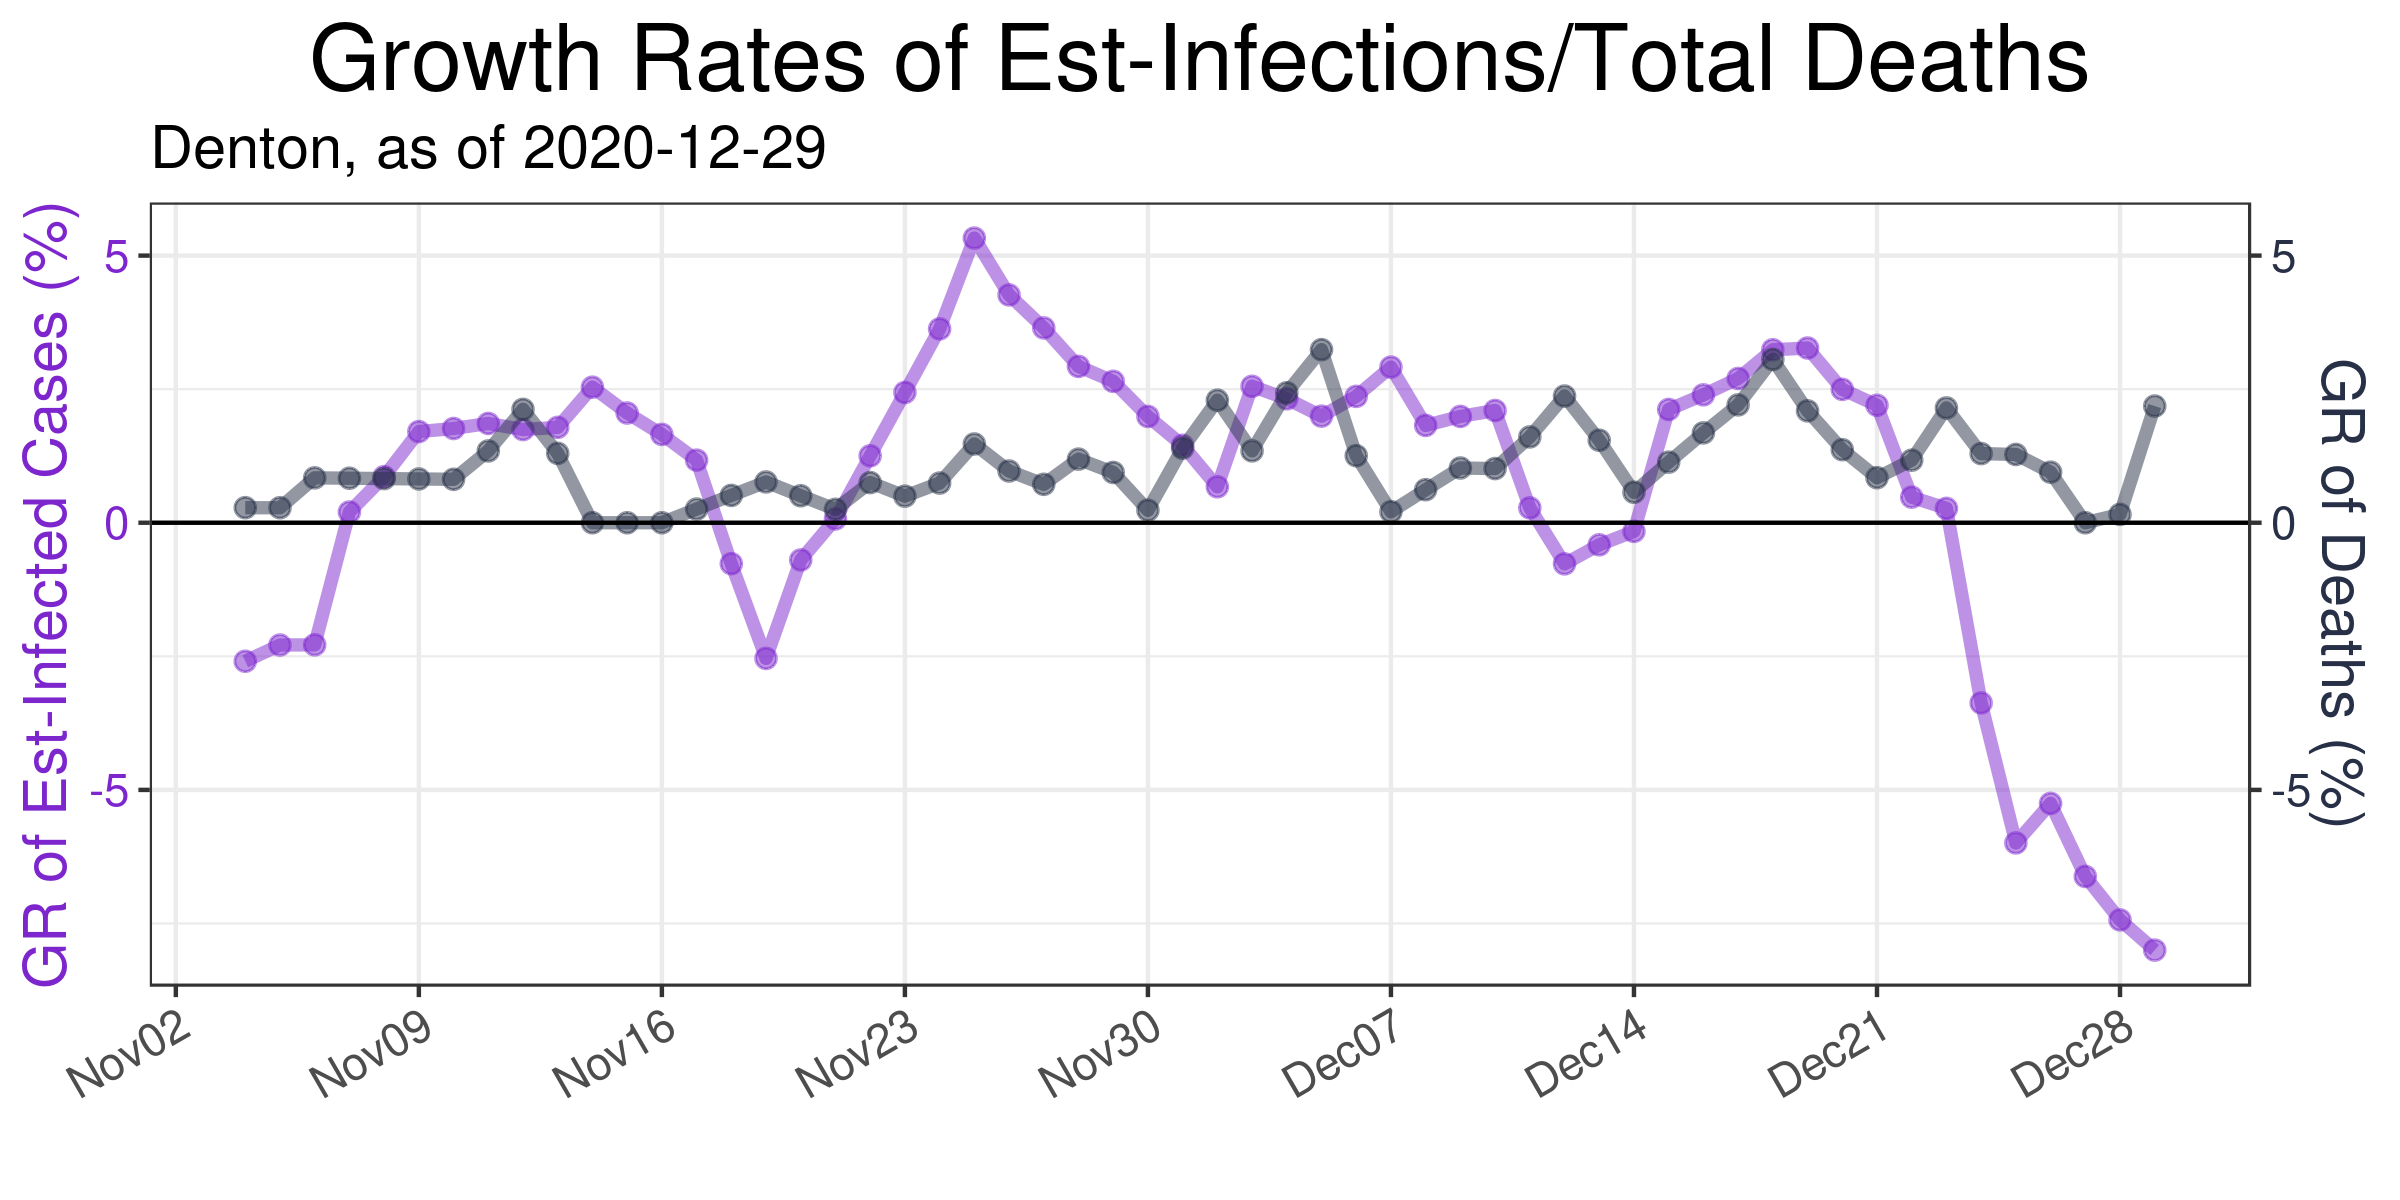 Growth Rates of Est-Infections/Total Deaths
Denton, as of 2020-12-29
GR of Est-Infected Cases (%)
5
0
-5
5
0
-5
GR of Deaths (%)
Nov02
Nov09
Nov16
Nov23
Nov30
Dec07
Dec14
Dec21
Dec28